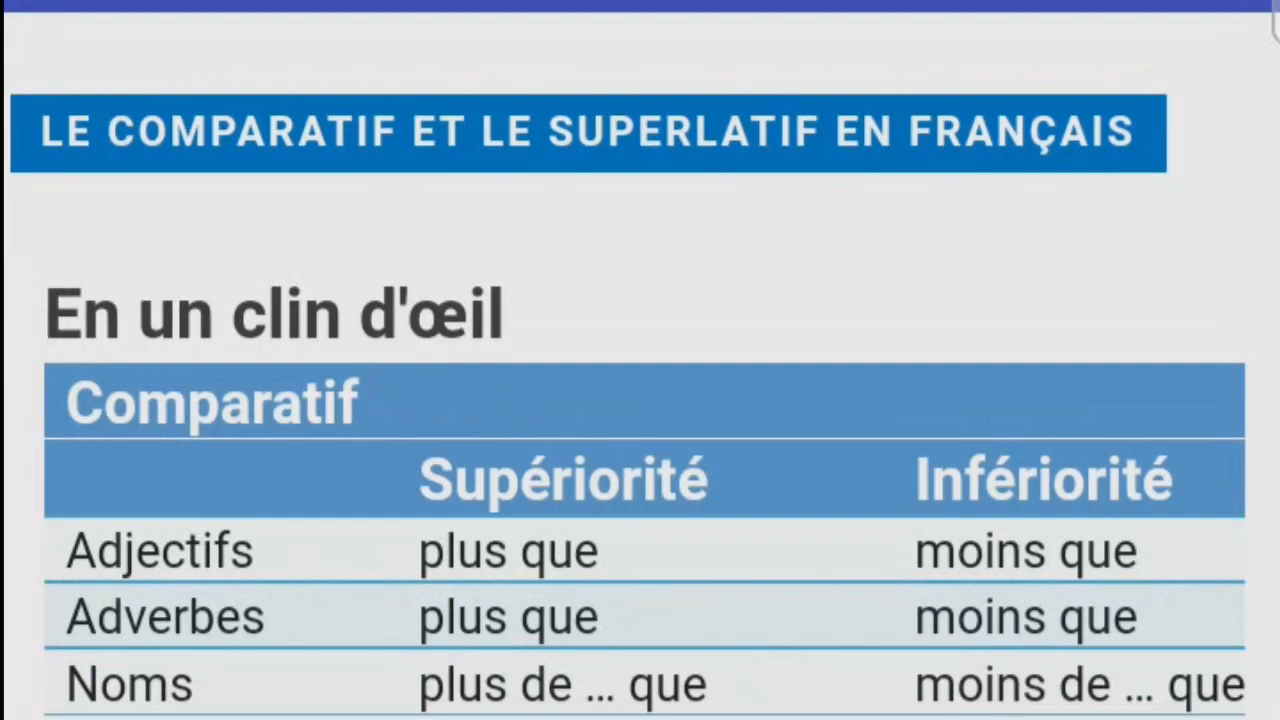 LE COMPARATIF ET LE SUPERLATIF EN FRANÇAIS
En un clin d'œil
Comparatif
Supériorité Infériorité
Adjectifs plus que moins que
Adverbes plus que moins que
Noms plus de ... que moins de ... que